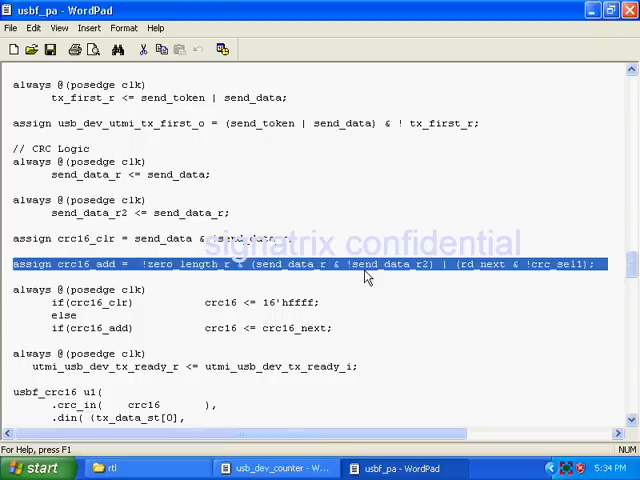 usbf_pa - WordPad
File Edit View Insert Format Help
always @(posedge clk)
tx_first_r <= send_token | send_data;
assign usb_dev_utmi_tx_first_o = (send_token | send_data) & ! tx_first_r;
// CRC Logic
always @(posedge clk)
send_data_r <= send_data;
always @(posedge clk)
send_data_r2 <= send_data_r;
assign crc16_clr = send_data & !send_data_r;
signatrix confidential
assign crc16_add = !zero_length_r & (send_data_r & !send_data_r2) | (rd_next & !crc_sel1);
always @(posedge clk)
if(crc16_clr) crc16 <= 16'hffff;
else
if(crc16_add) crc16 <= crc16_next;
always @(posedge clk)
utmi_usb_dev_tx_ready_r <= utmi_usb_dev_tx_ready_i;
usbf_crc16 u1(
.crc_in( crc16 ),
.din( {tx_data_st[0],
For Help, press F1
NUM
start
rtl
usb_dev_counter - W...
usbf_pa - WordPad
5:34 PM